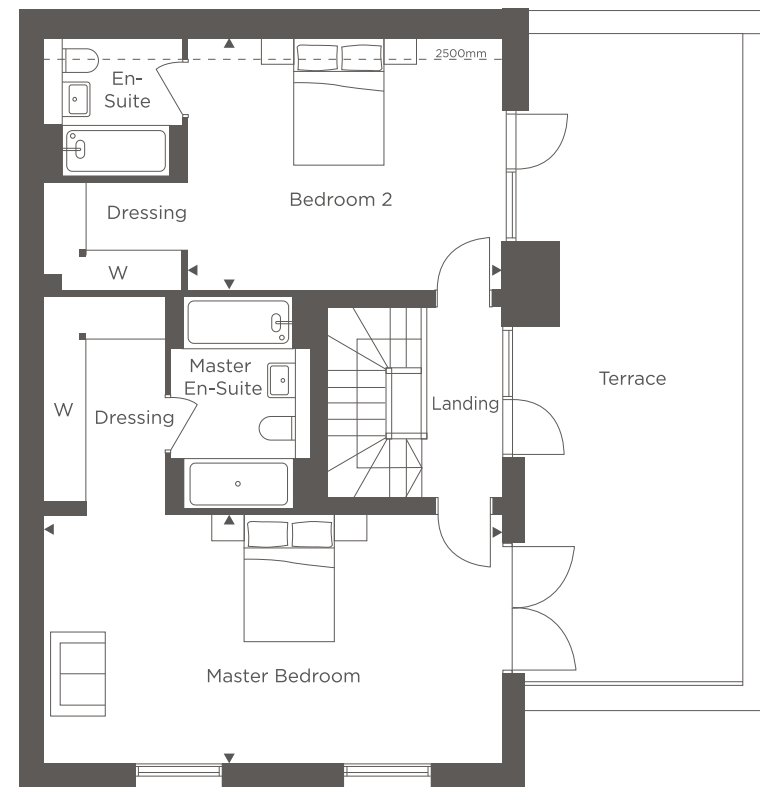 2500mm
En-
Suite
Bedroom 2
Dressing
W
Master
En-Suite
Terrace
W
Dressing
Landing
Master Bedroom